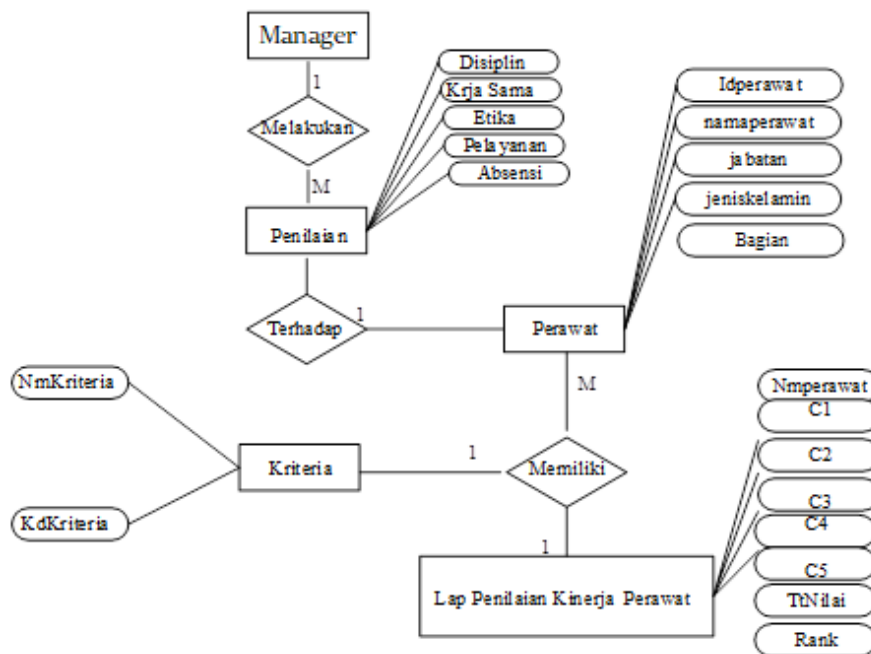 Manager
1
Melakukan
M
Penilaian
Disiplin
Krja Sama
Etika
Pelayanan
Absensi
Idperawat
namaperawat
jabatan
jeniskelamin
Bagian
Terhadap
1
Perawat
M
NmKriteria
KdKriteria
Kriteria
1
Memiliki
1
Lap Penilaian Kinerja Perawat
Nmperawat
C1
C2
C3
C4
C5
TtNilai
Rank